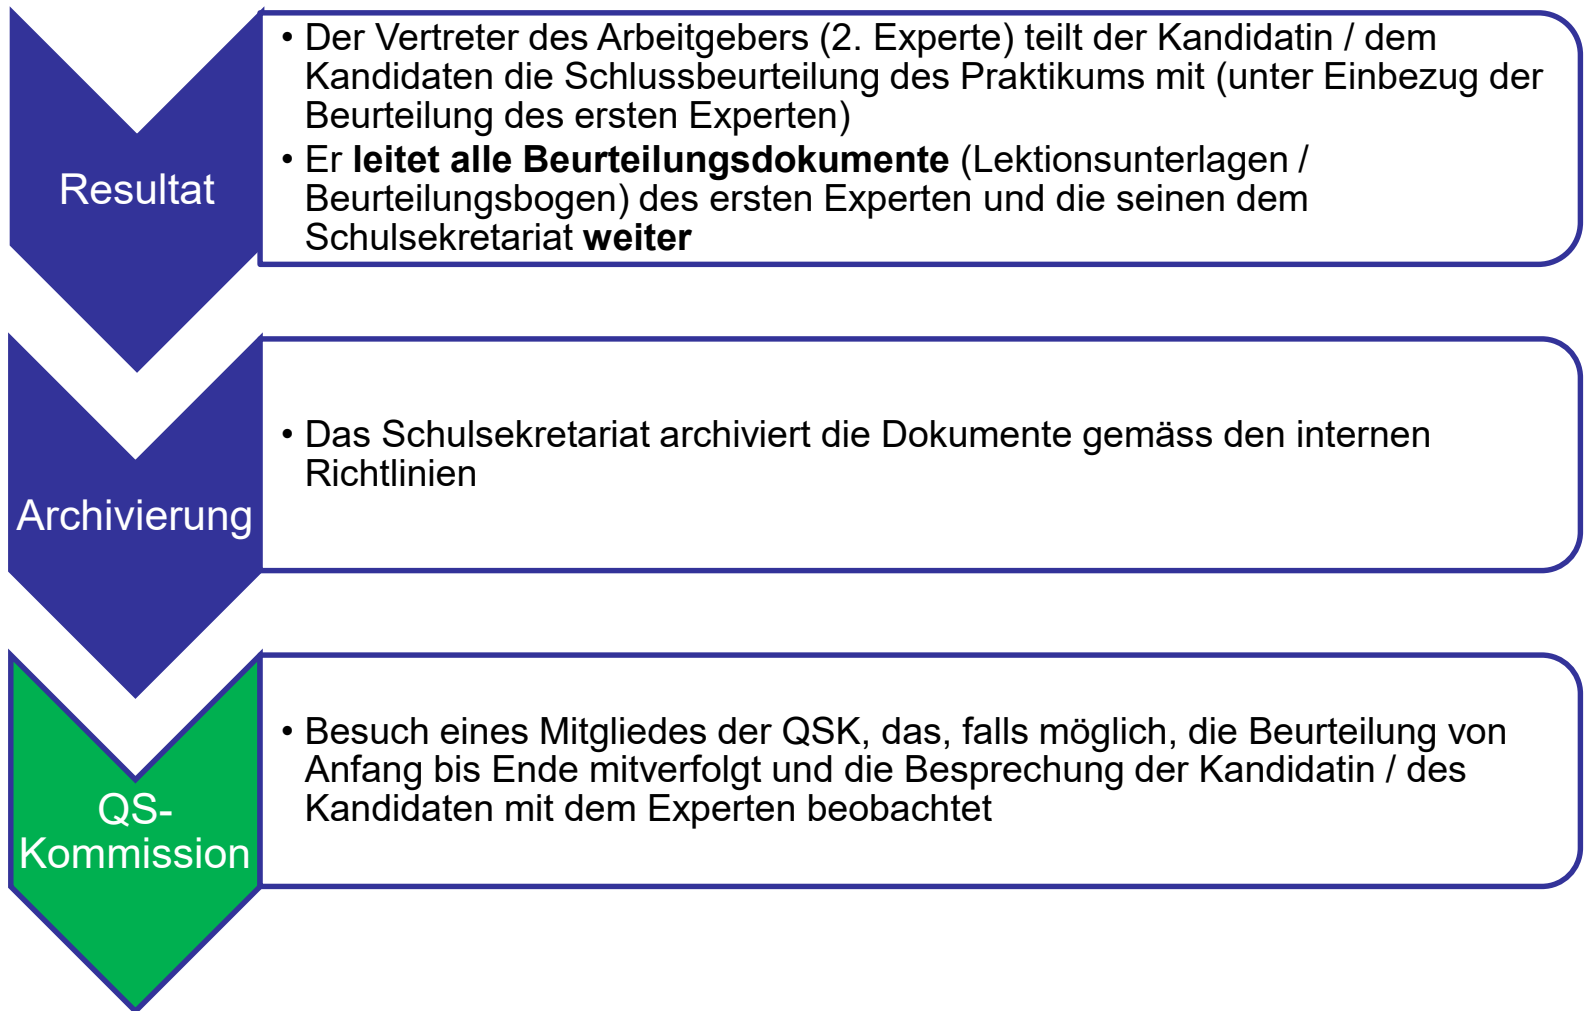 Resultat
• Der Vertreter des Arbeitgebers (2. Experte) teilt der Kandidatin / dem
Kandidaten die Schlussbeurteilung des Praktikums mit (unter Einbezug der
Beurteilung des ersten Experten)
• Er leitet alle Beurteilungsdokumente (Lektionsunterlagen /
Beurteilungsbogen) des ersten Experten und die seinen dem
Schulsekretariat weiter
Archivierung
• Das Schulsekretariat archiviert die Dokumente gemäss den internen
Richtlinien
QS-
Kommission
• Besuch eines Mitgliedes der QSK, das, falls möglich, die Beurteilung von
Anfang bis Ende mitverfolgt und die Besprechung der Kandidatin / des
Kandidaten mit dem Experten beobachtet